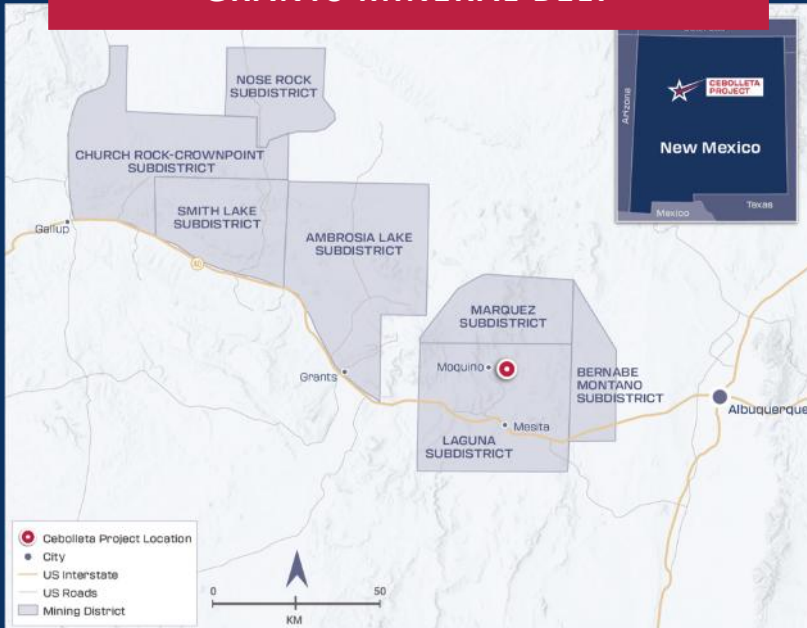 NOSE ROCK
SUBDISTRICT
CHURCH ROCK-CROWNPOINT
SUBDISTRICT
SMITH LAKE
SUBDISTRICT
AMBROSIA LAKE
SUBDISTRICT
MARQUEZ
SUBDISTRICT
BERNABE
MONTANO
SUBDISTRICT
LAGUNA
SUBDISTRICT
Gallup
40
Grants
Moquino
Mesita
Albuquerque
CEBOLLETA
PROJECT
Arizona
New Mexico
Mexico
Texas
Cebolleta Project Location
City
US Interstate
US Roads
Mining District
0
50
KM